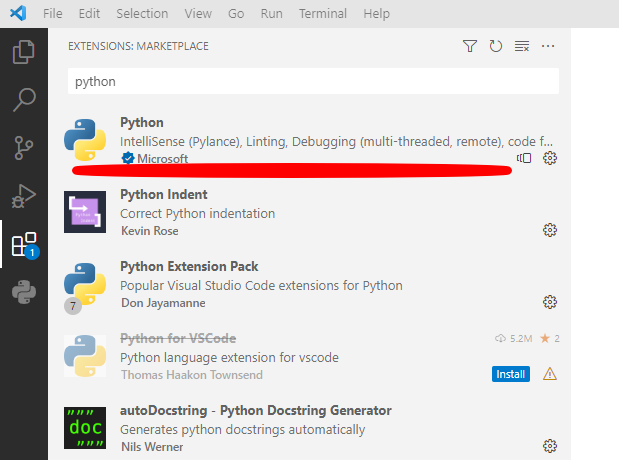 File Edit Selection View Go Run Terminal Help
EXTENSIONS: MARKETPLACE
python
Python
IntelliSense (Pylance), Linting, Debugging (multi-threaded, remote), code f...
Microsoft
Python Indent
Correct Python indentation
Kevin Rose
Python Extension Pack
Popular Visual Studio Code extensions for Python
Don Jayamanne
7
Python for VSCode 5.2M 2
Python language extension for vscode
Thomas Haakon Townsend Install
autoDocstring - Python Docstring Generator
Generates python docstrings automatically
Nils Werner
1
Python Indent
""" doc """